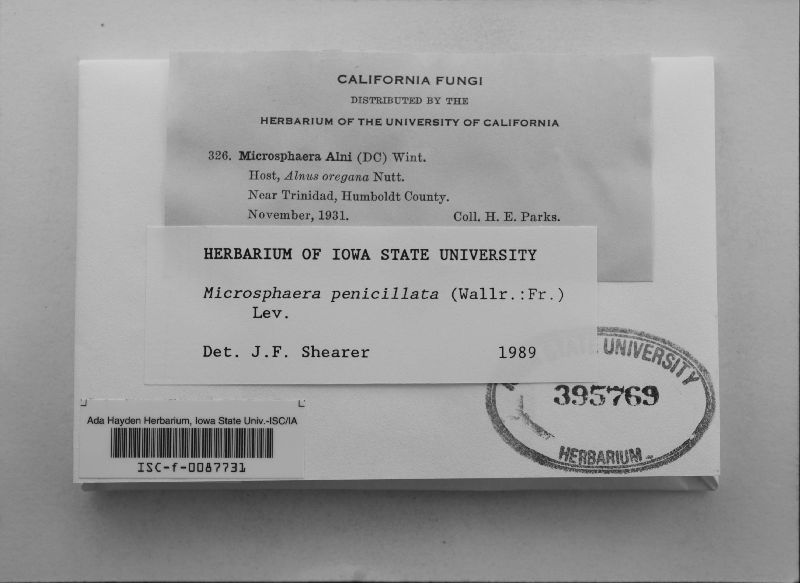 CALIFORNIA FUNGI
DISTRIBUTED BY THE
HERBARIUM OF THE UNIVERSITY OF CALIFORNIA
326. Microsphaera Alni (DC) Wint.
Host, Alnus oregana Nutt.
Near Trinidad, Humboldt County.
November, 1931. Coll. H. E. Parks.
HERBARIUM OF IOWA STATE UNIVERSITY
Microsphaera penicillata (Wallr.:Fr.)
Lev.
Det. J.F. Shearer 1989
STATE UNIVERSITY
395769
HERBARIUM
Ada Hayden Herbarium, Iowa State Univ.-ISC/IA
ISC-f-0087731